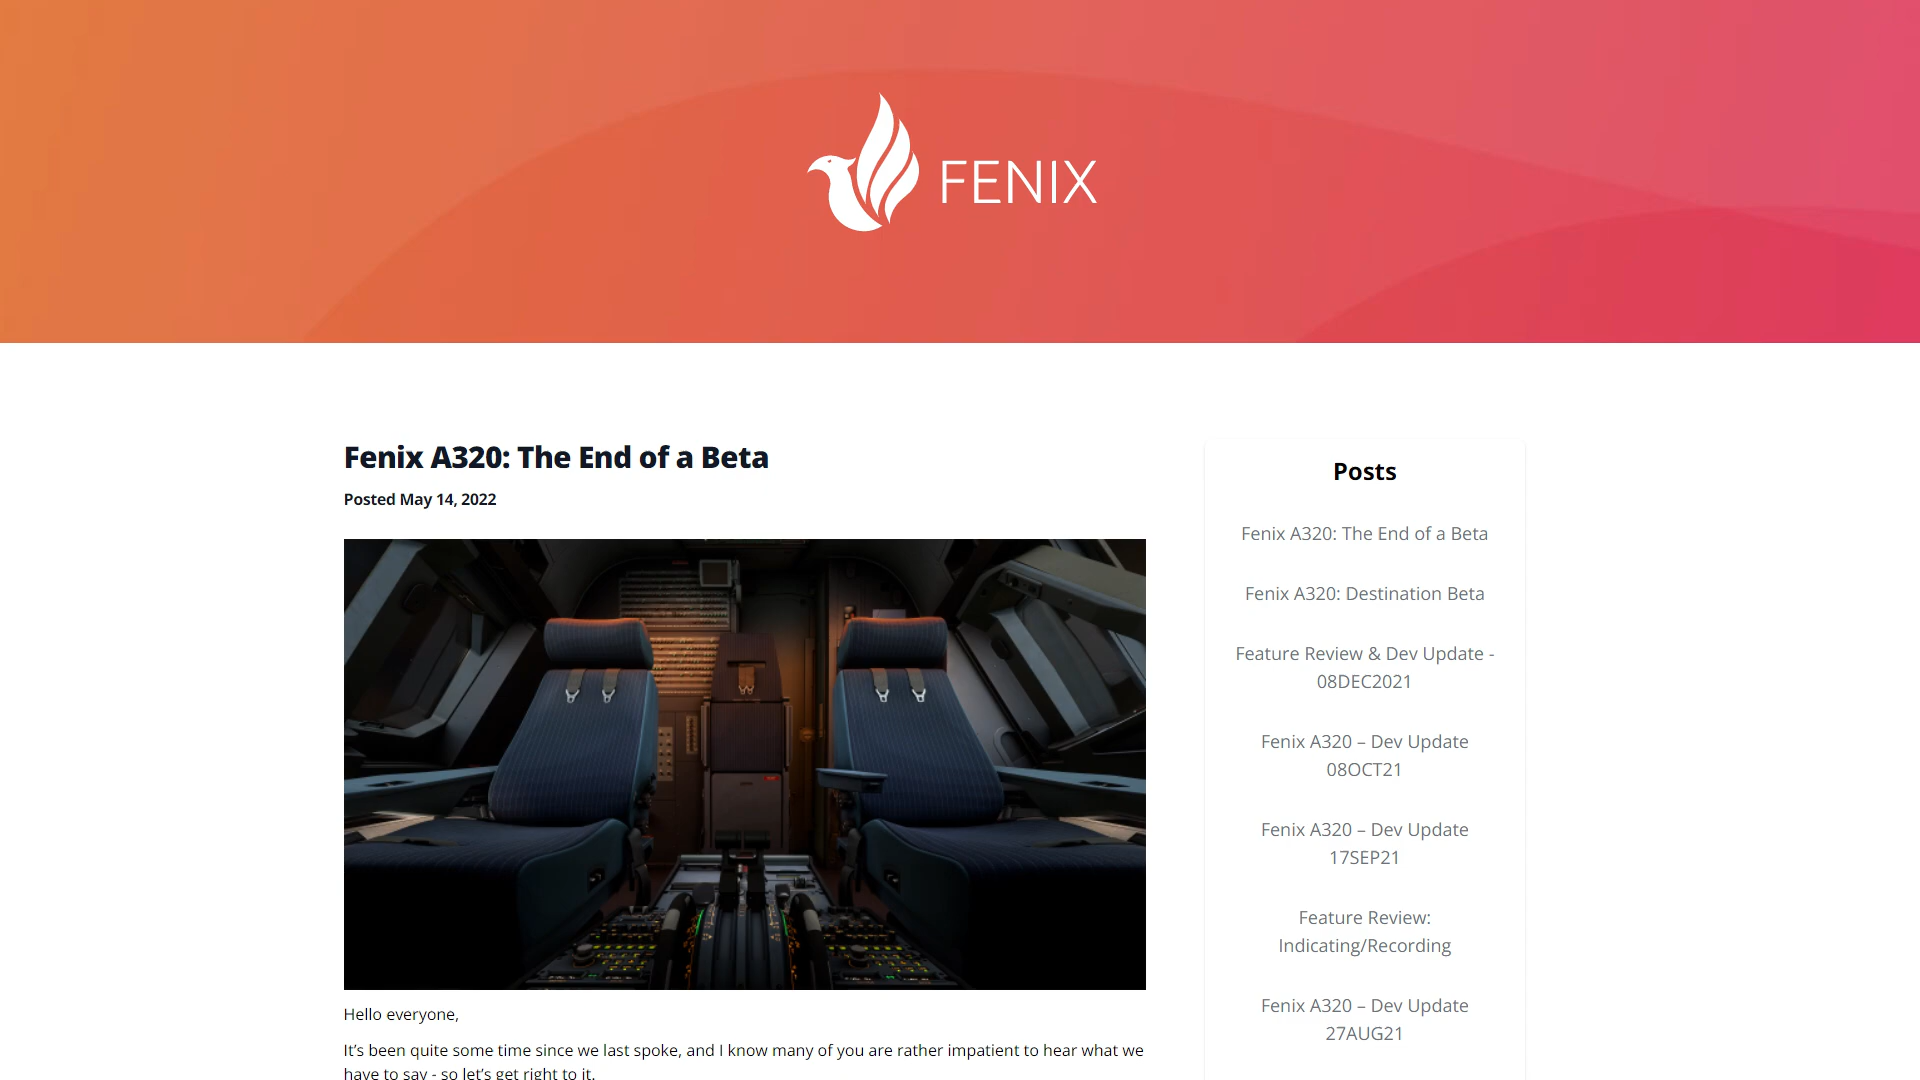 FENIX
Fenix A320: The End of a Beta
Posted May 14, 2022
Hello everyone,
It’s been quite some time since we last spoke, and I know many of you are rather impatient to hear what we
have to say - so let’s get right to it.
Posts
Fenix A320: The End of a Beta
Fenix A320: Destination Beta
Feature Review & Dev Update -
08DEC2021
Fenix A320 – Dev Update
08OCT21
Fenix A320 – Dev Update
17SEP21
Feature Review:
Indicating/Recording
Fenix A320 – Dev Update
27AUG21